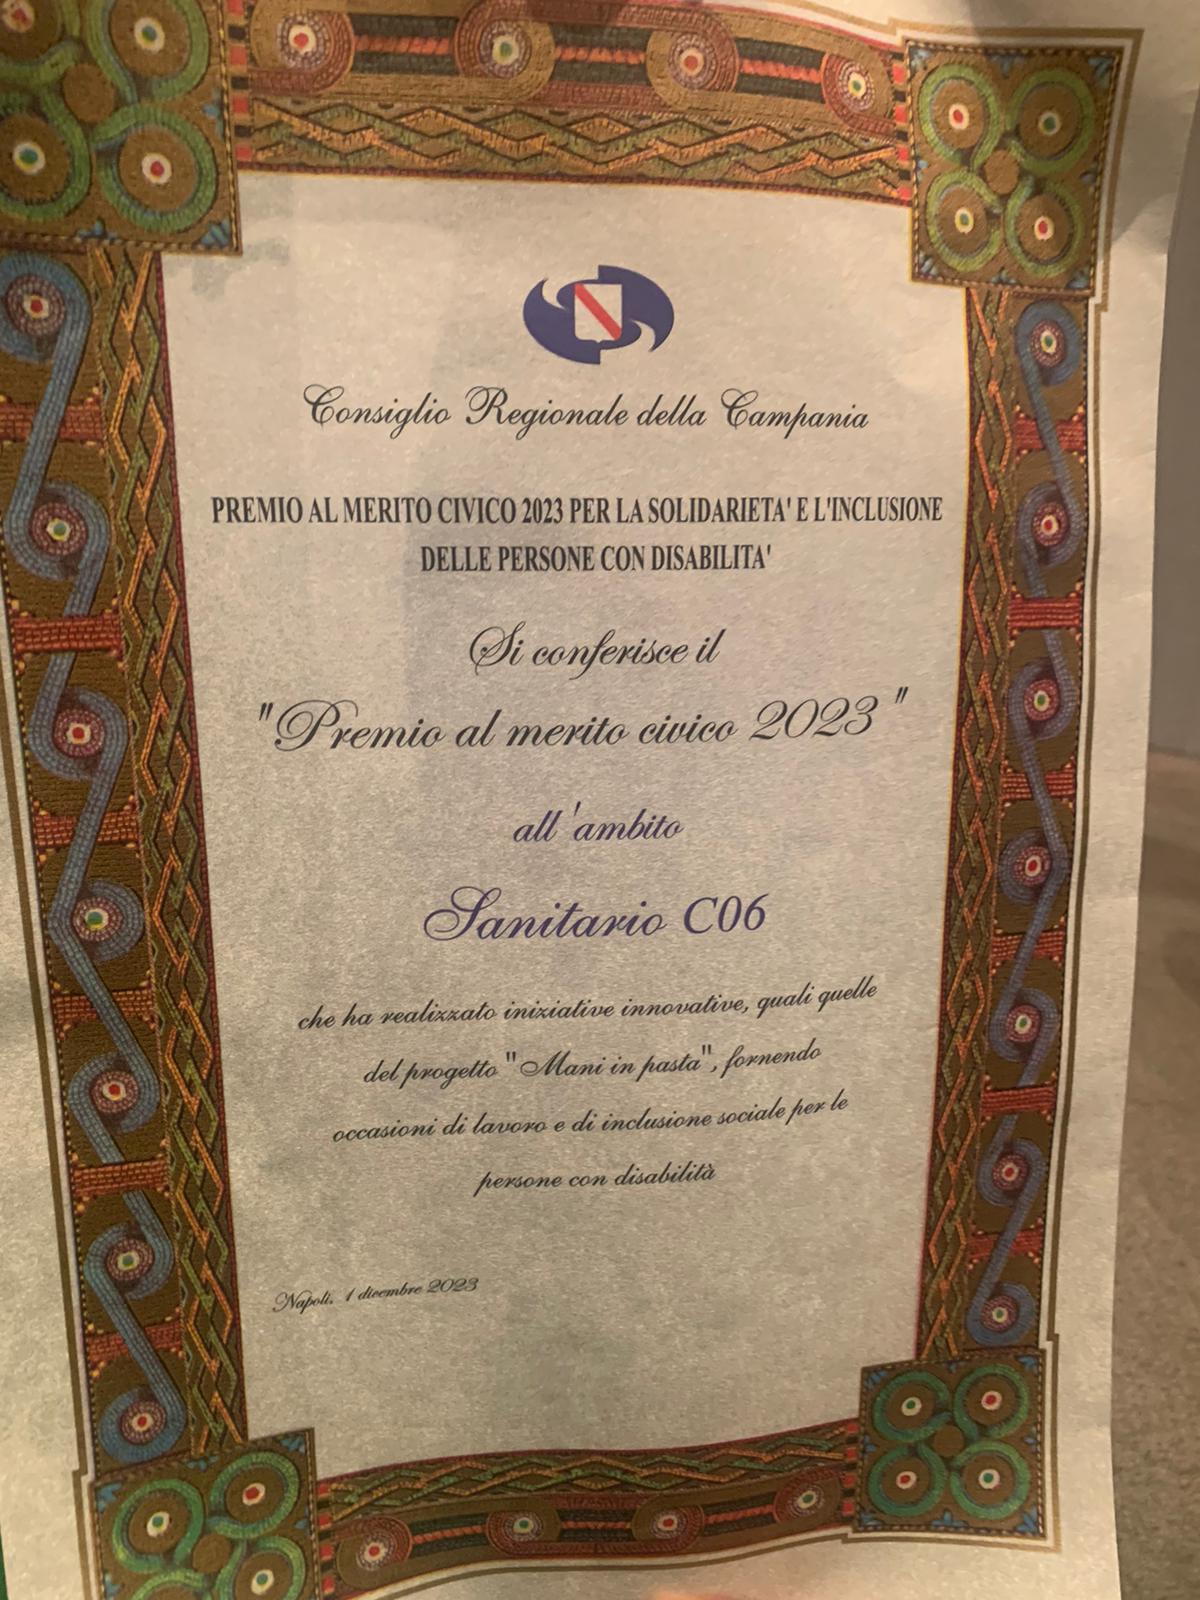 Consiglio Regionale della Campania
PREMIO AL MERITO CIVICO 2023 PER LA SOLIDARIETA' E L'INCLUSIONE
DELLE PERSONE CON DISABILITA'
Si conferisce il
"Premio al merito civico 2023"
all'ambito
Sanitario C06
che ha realizzato iniziative innovative, quali quelle
del progetto "Mani in pasta", fornendo
occasioni di lavoro e di inclusione sociale per le
persone con disabilità
Napoli, 1 dicembre 2023